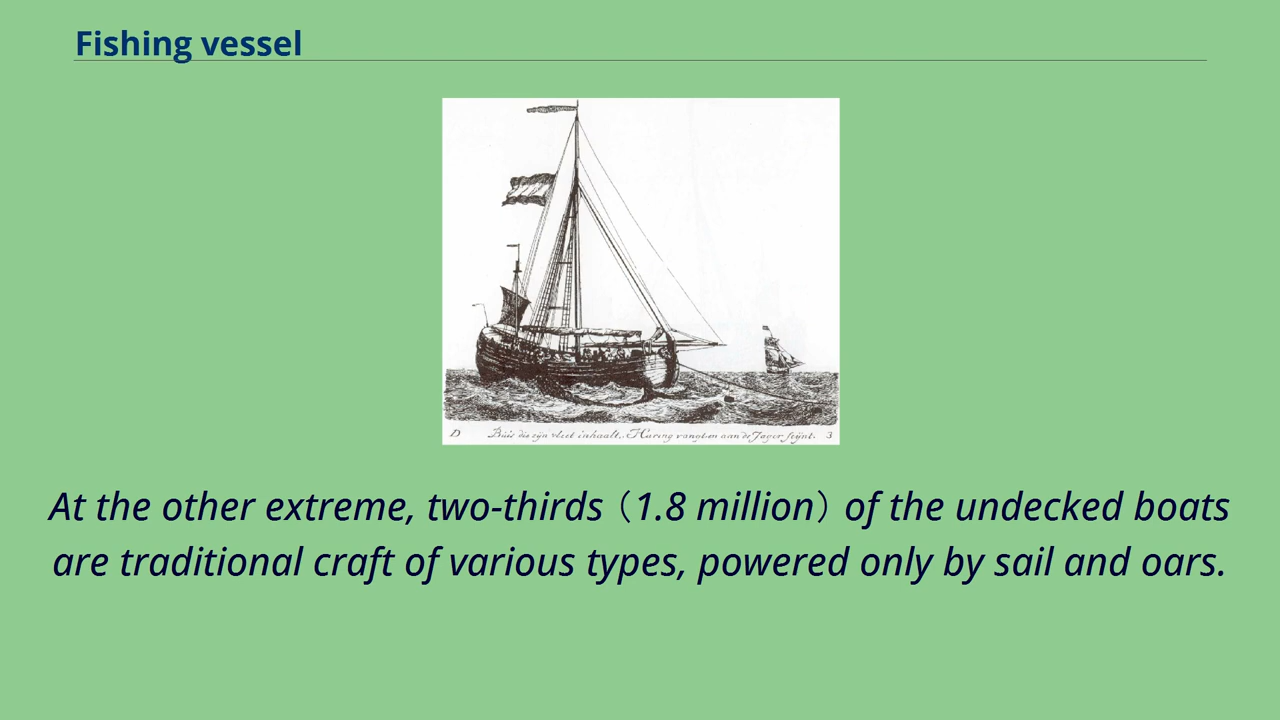 Fishing vessel
D Buis die zyn vleet inhaalt, Haring vangt en aan de Jager seÿnt. 3
At the other extreme, two-thirds（1.8 million）of the undecked boats
are traditional craft of various types, powered only by sail and oars.